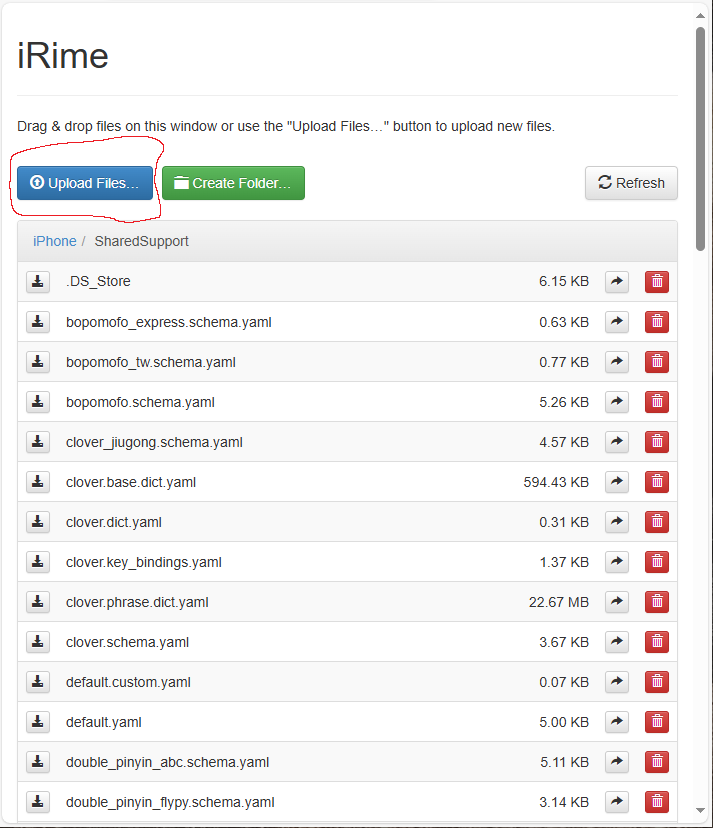 iRime
Drag & drop files on this window or use the "Upload Files…" button to upload new files.
Upload Files… Create Folder… Refresh
iPhone / SharedSupport
.DS_Store 6.15 KB
bopomofo_express.schema.yaml 0.63 KB
bopomofo_tw.schema.yaml 0.77 KB
bopomofo.schema.yaml 5.26 KB
clover_jiugong.schema.yaml 4.57 KB
clover.base.dict.yaml 594.43 KB
clover.dict.yaml 0.31 KB
clover.key_bindings.yaml 1.37 KB
clover.phrase.dict.yaml 22.67 MB
clover.schema.yaml 3.67 KB
default.custom.yaml 0.07 KB
default.yaml 5.00 KB
double_pinyin_abc.schema.yaml 5.11 KB
double_pinyin_flypy.schema.yaml 3.14 KB